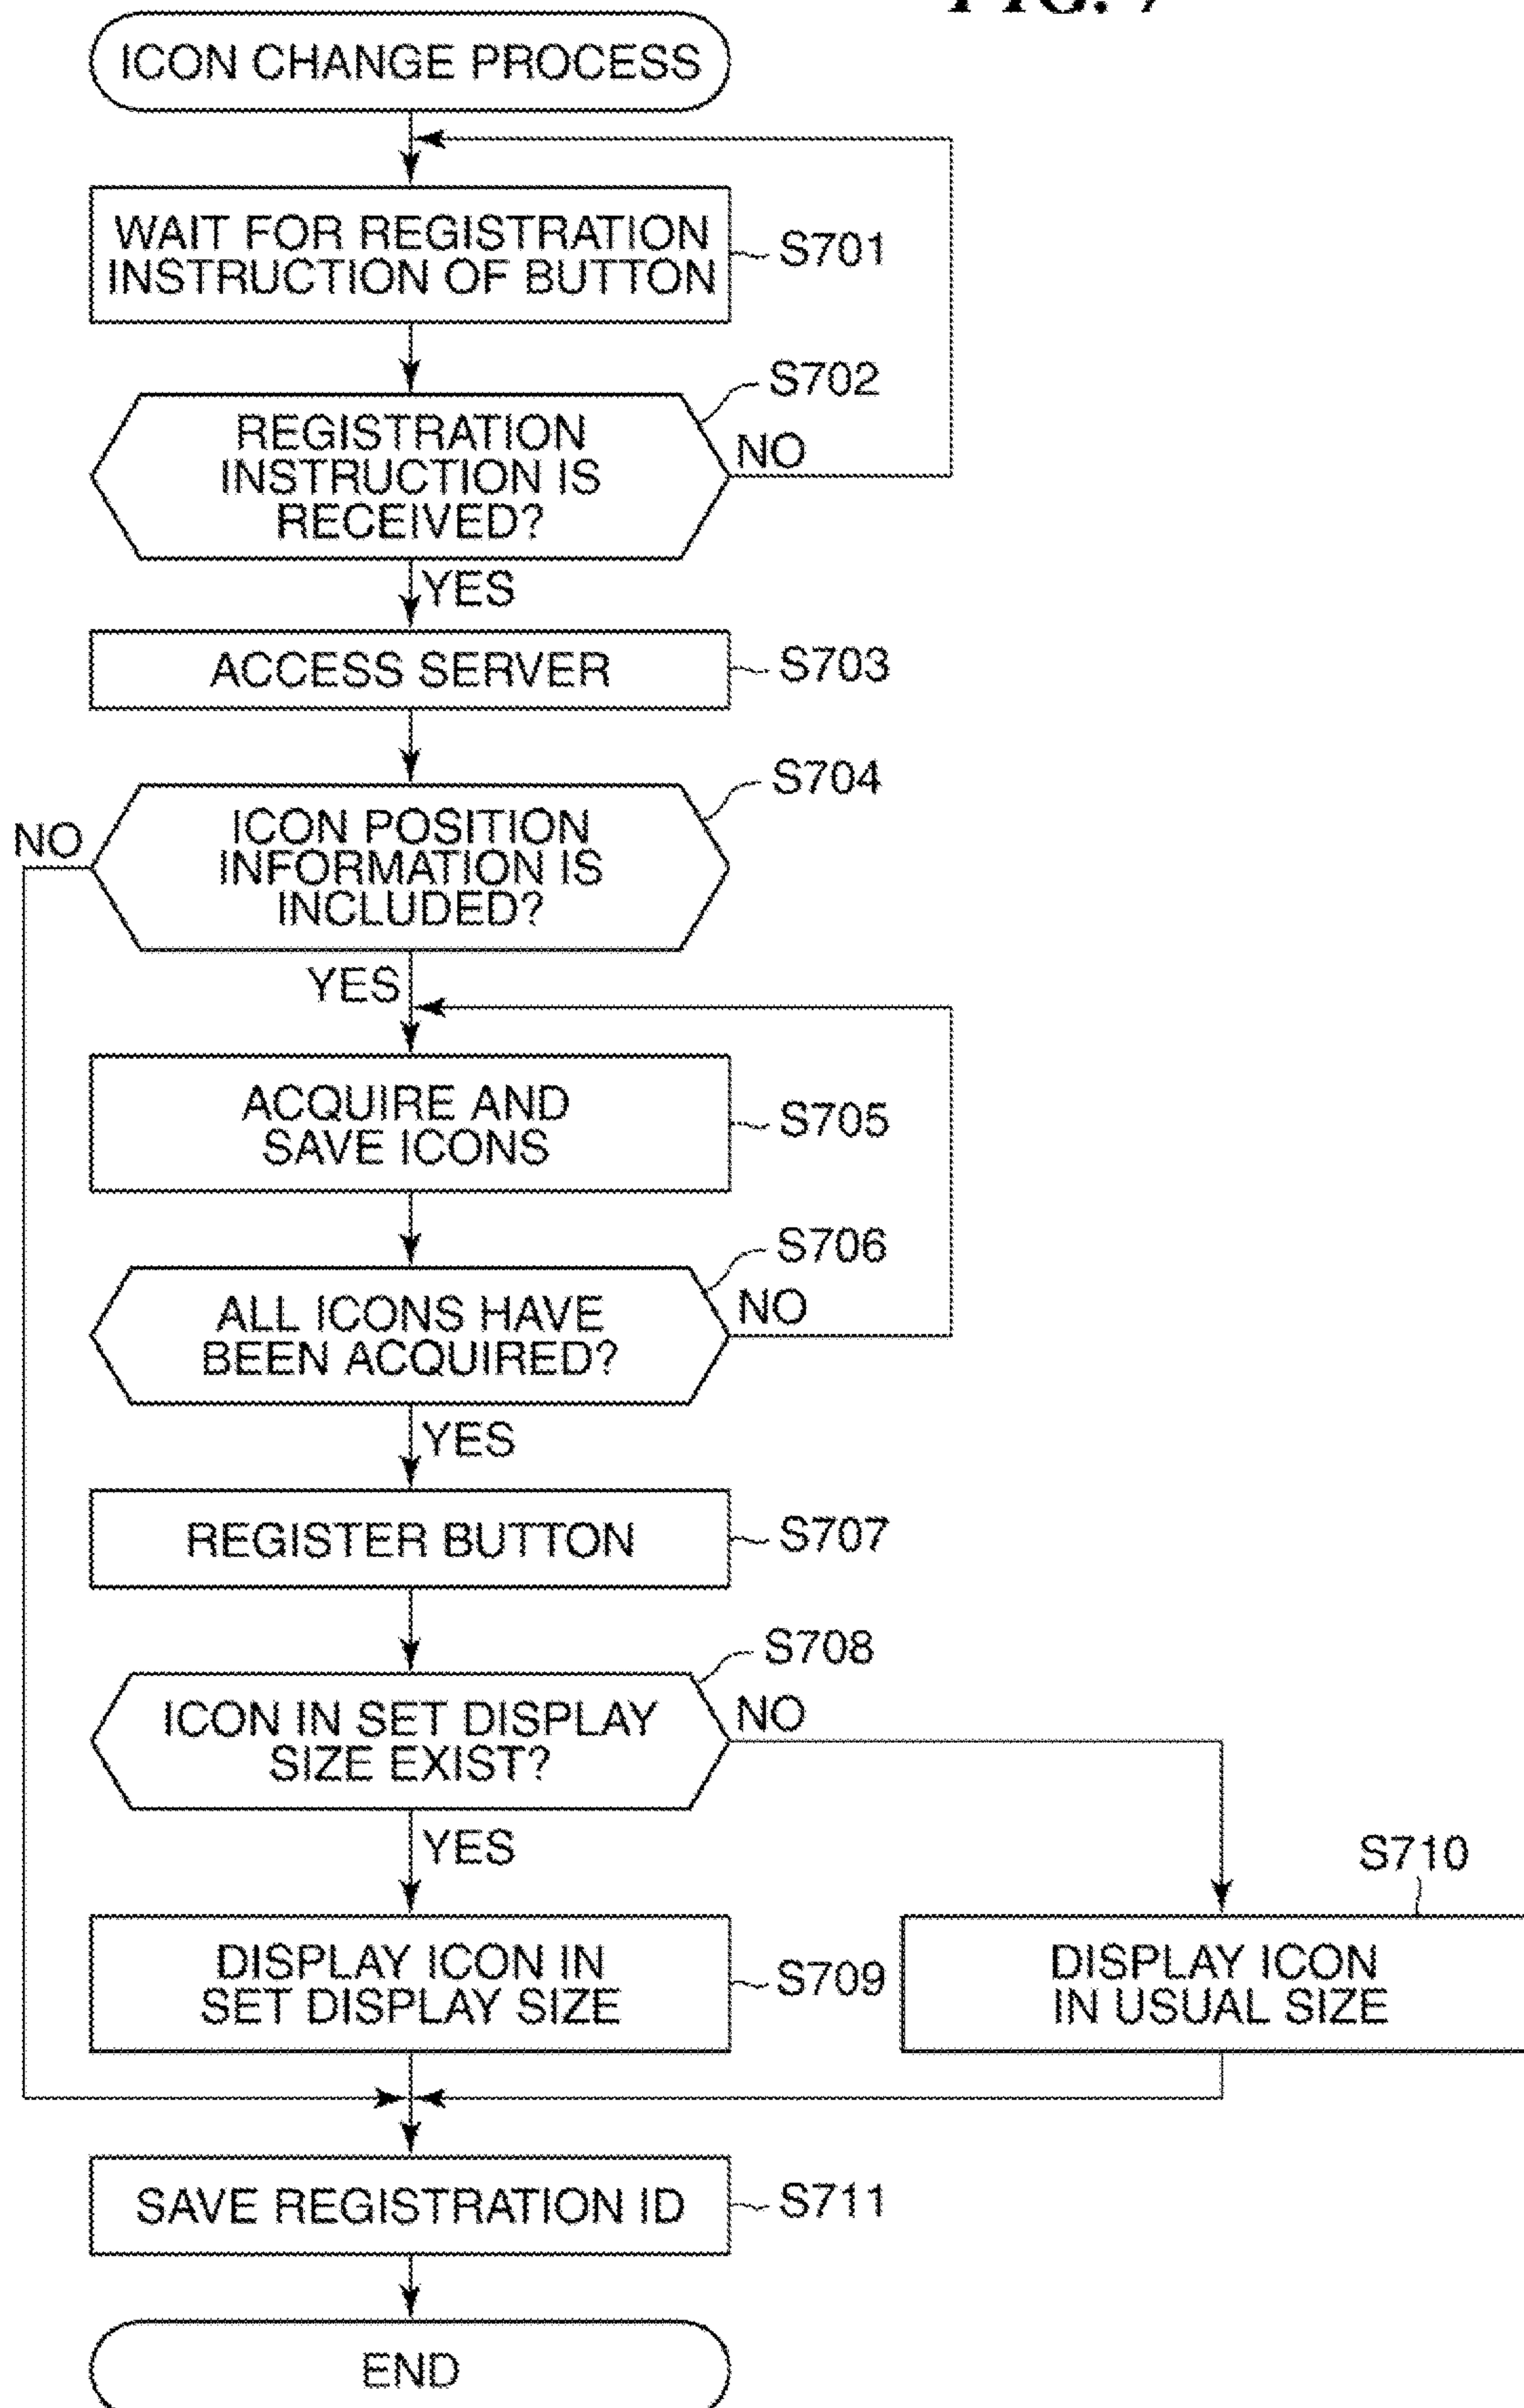 FIG. 7
ICON CHANGE PROCESS
WAIT FOR REGISTRATION
INSTRUCTION OF BUTTON
S701
S702
REGISTRATION
INSTRUCTION IS
RECEIVED?
NO
YES
ACCESS SERVER
S703
S704
ICON POSITION
INFORMATION IS
INCLUDED?
NO
YES
ACQUIRE AND
SAVE ICONS
S705
S706
ALL ICONS HAVE
BEEN ACQUIRED?
NO
YES
REGISTER BUTTON
S707
S708
ICON IN SET DISPLAY
SIZE EXIST?
NO
YES
S710
DISPLAY ICON IN
SET DISPLAY SIZE
S709
DISPLAY ICON
IN USUAL SIZE
SAVE REGISTRATION ID
S711
END